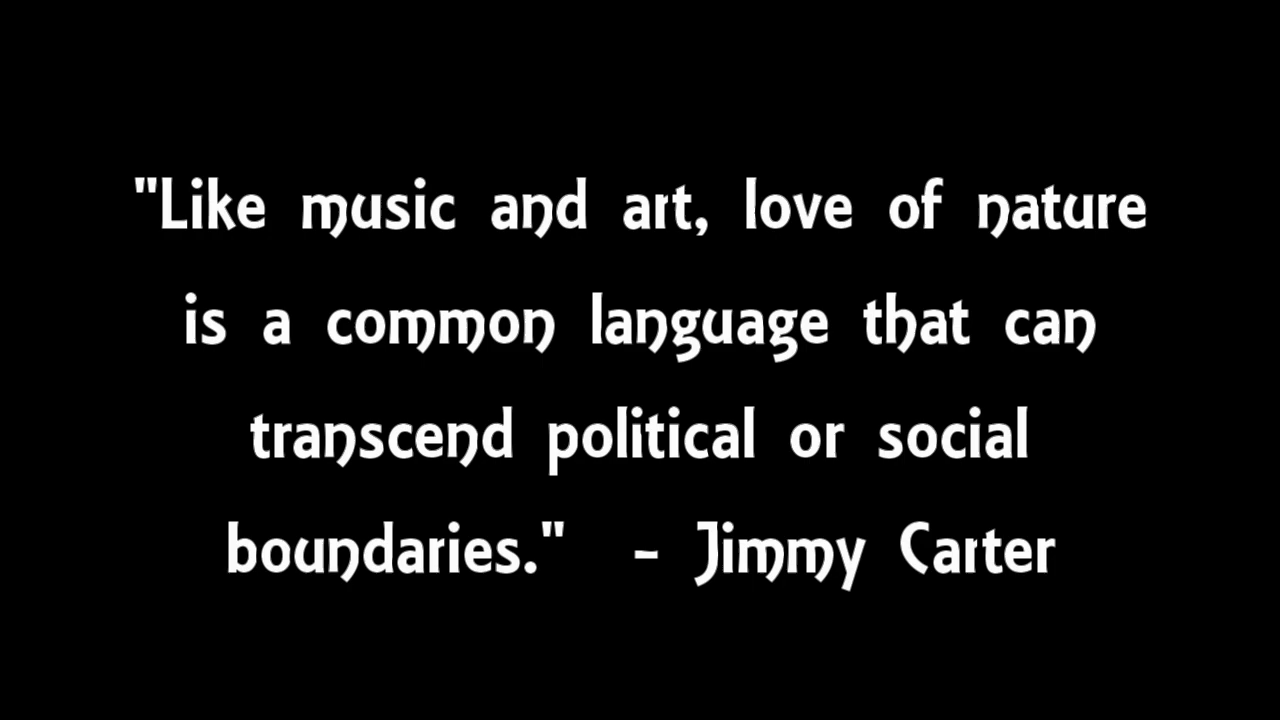 "Like music and art, love of nature
is a common language that can
transcend political or social
boundaries."  - Jimmy Carter